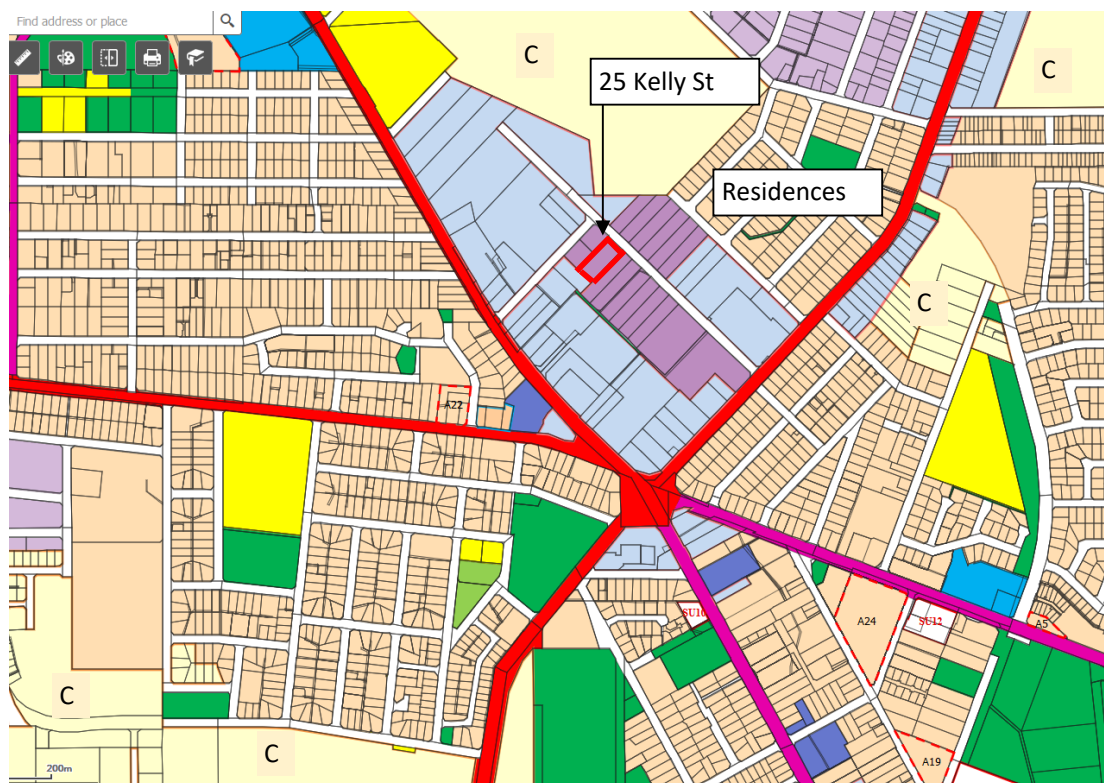 Find address or place
C
C
25 Kelly St
Residences
C
A22
SU10
A24
SU12
A5
C
C
A19
200m